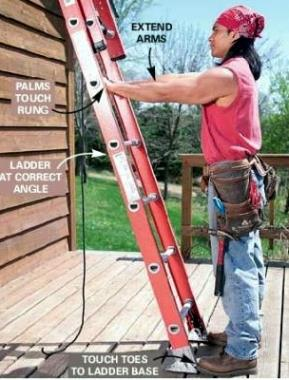 EXTEND
ARMS
PALMS
TOUCH
RUNG
LADDER
AT CORRECT
ANGLE
TOUCH TOES
TO LADDER BASE